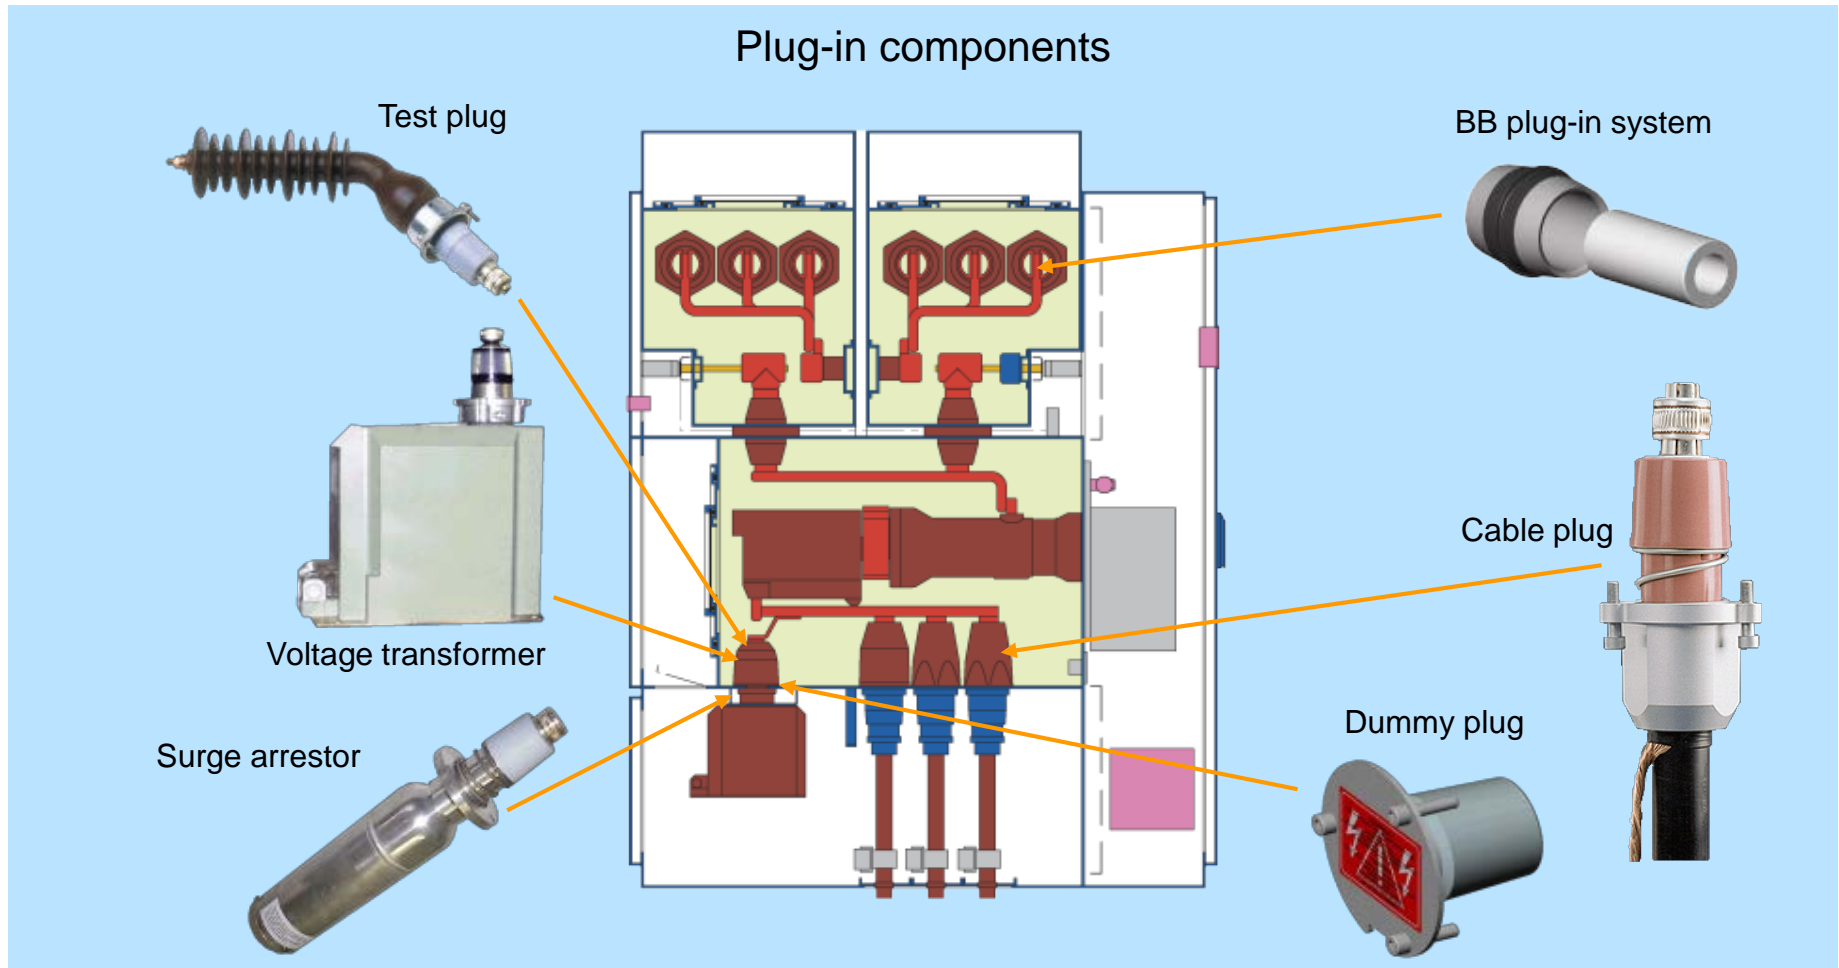 Plug-in components
Test plug
BB plug-in system
Cable plug
Voltage transformer
Surge arrestor
Dummy plug